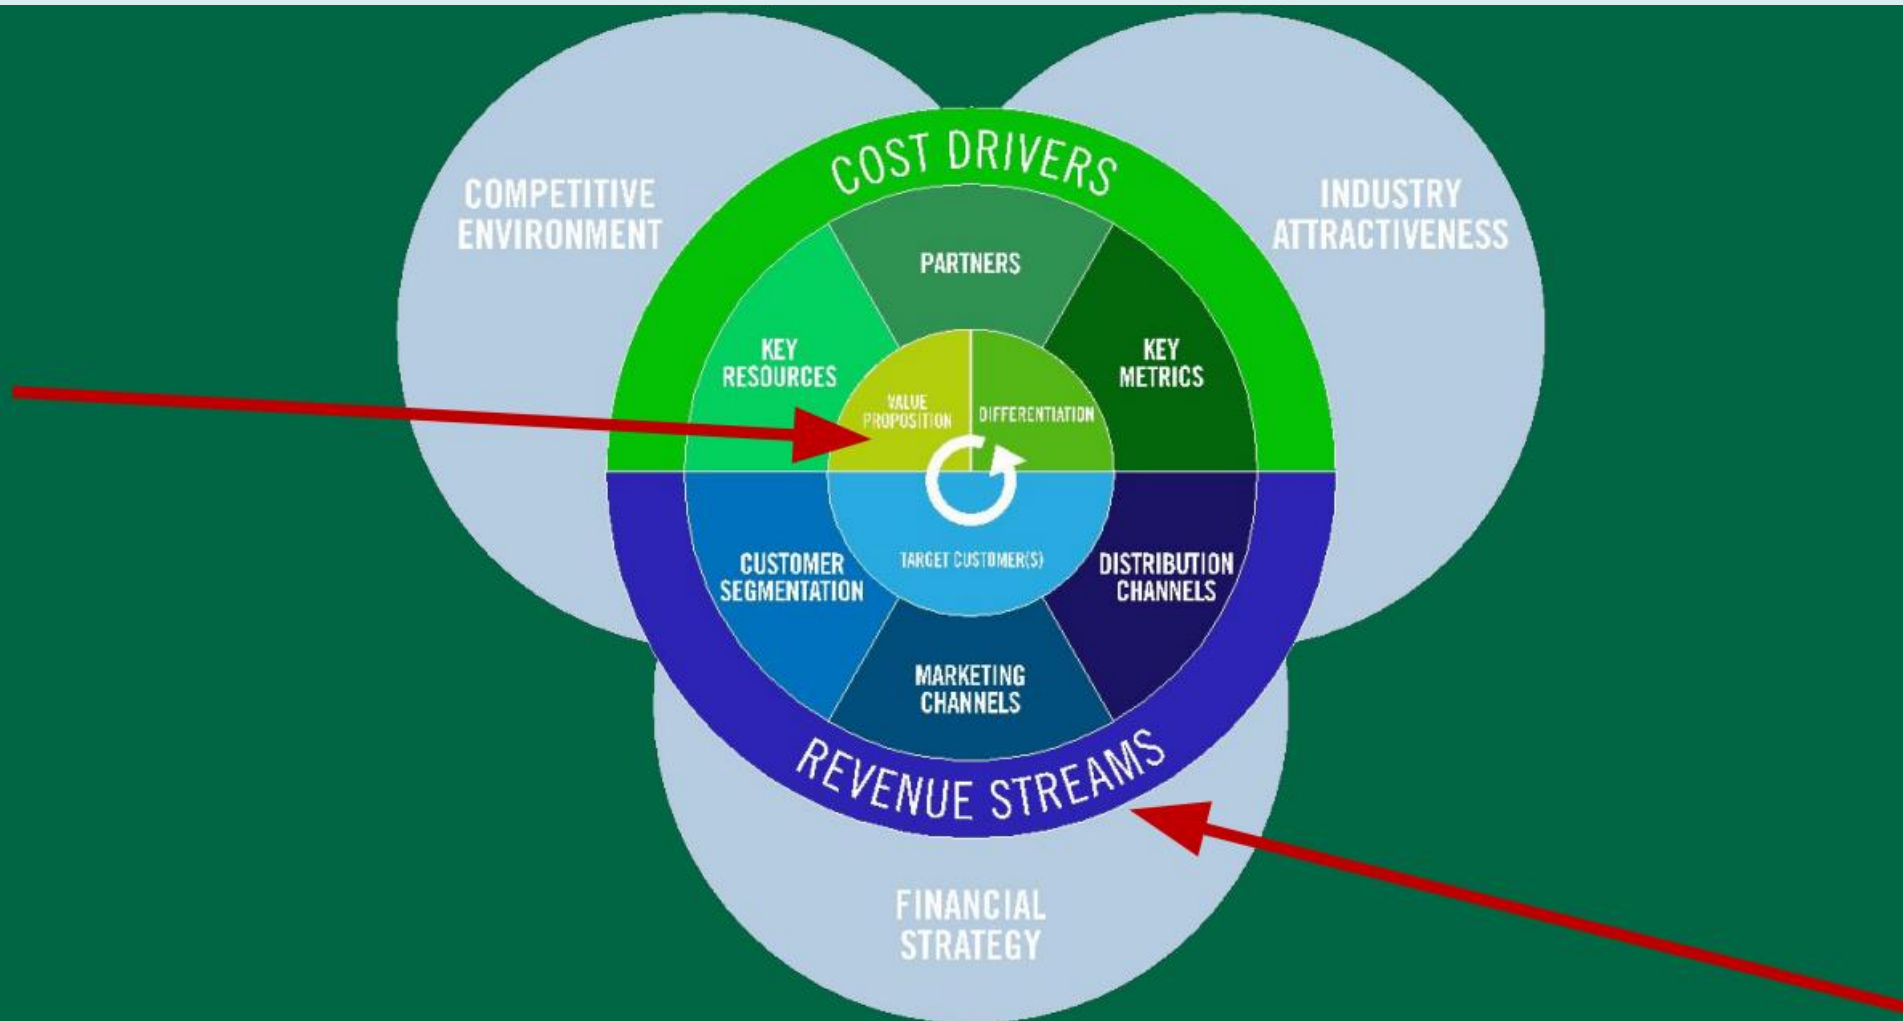 COST DRIVERS
COMPETITIVE
ENVIRONMENT
INDUSTRY
ATTRACTIVENESS
PARTNERS
KEY
RESOURCES
KEY
METRICS
VALUE
PROPOSITION
DIFFERENTIATION
TARGET CUSTOMER(S)
CUSTOMER
SEGMENTATION
DISTRIBUTION
CHANNELS
MARKETING
CHANNELS
REVENUE STREAMS
FINANCIAL
STRATEGY